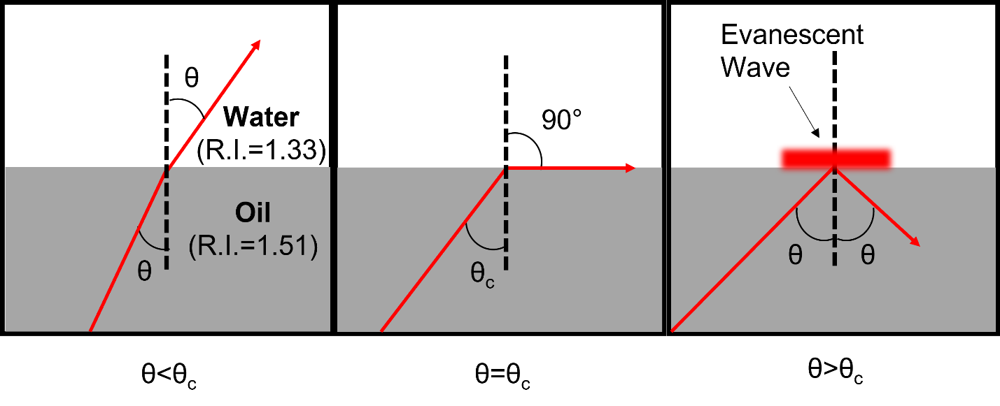 θ
Water
(R.I.=1.33)
Oil
(R.I.=1.51)
θ
θ<θc
90°
θc
θ=θc
Evanescent
Wave
θ
θ
θ>θc